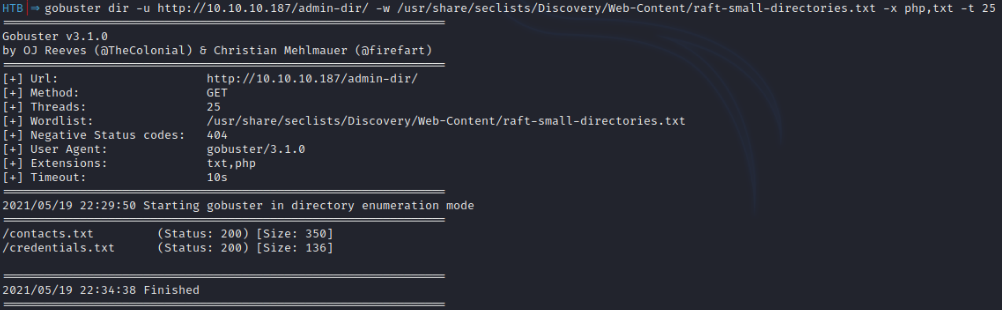 HTB ⇒ gobuster dir -u http://10.10.10.187/admin-dir/ -w /usr/share/seclists/Discovery/Web-Content/raft-small-directories.txt -x php,txt -t 25
===============================================================
Gobuster v3.1.0
by OJ Reeves (@TheColonial) & Christian Mehlmauer (@firefart)
===============================================================
[+] Url:                     http://10.10.10.187/admin-dir/
[+] Method:                  GET
[+] Threads:                 25
[+] Wordlist:                /usr/share/seclists/Discovery/Web-Content/raft-small-directories.txt
[+] Negative Status codes:   404
[+] User Agent:              gobuster/3.1.0
[+] Extensions:              txt,php
[+] Timeout:                 10s
===============================================================
2021/05/19 22:29:50 Starting gobuster in directory enumeration mode
===============================================================
/contacts.txt         (Status: 200) [Size: 350]
/credentials.txt      (Status: 200) [Size: 136]
===============================================================
2021/05/19 22:34:38 Finished
===============================================================